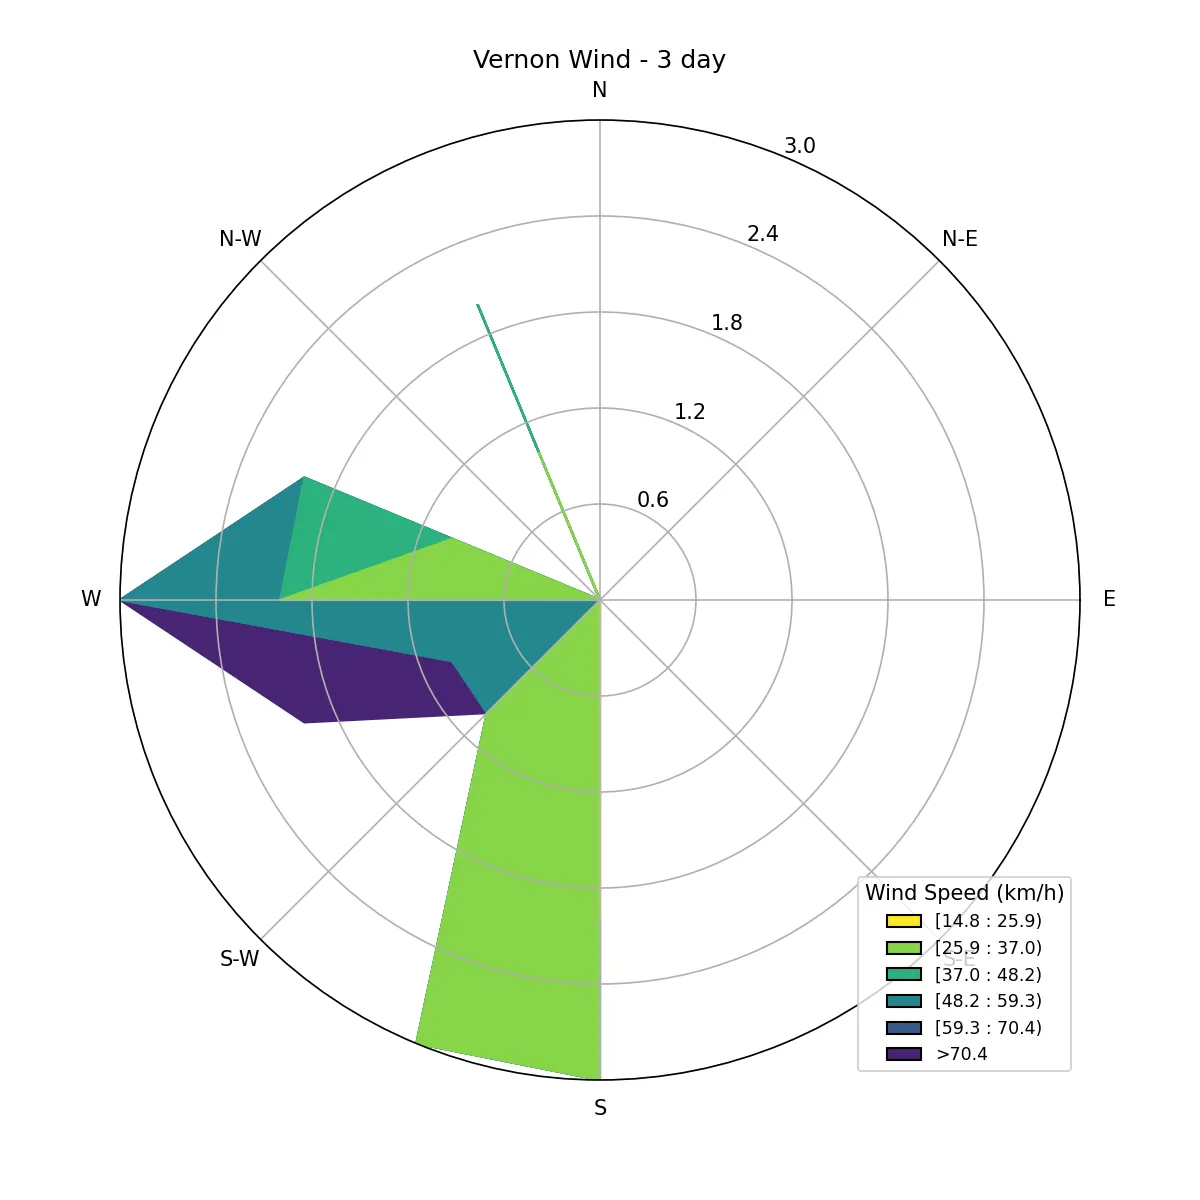 Vernon Wind - 3 day
N
3.0
N-W
N-E
2.4
1.8
1.2
0.6
W
E
S-W
S-E
S
Wind Speed (km/h)
[14.8 : 25.9)
[25.9 : 37.0)
[37.0 : 48.2)
[48.2 : 59.3)
[59.3 : 70.4)
>70.4